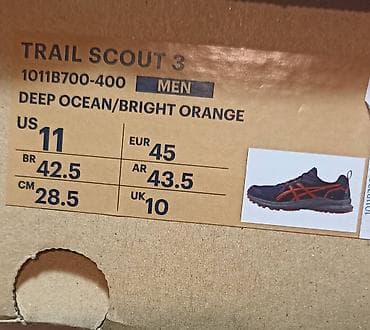 TRAIL SCOUT 3
1011B700-400 MEN
DEEP OCEAN/BRIGHT ORANGE
US 11 EUR 45
BR 42.5 AR 43.5
CM 28.5 UK 10